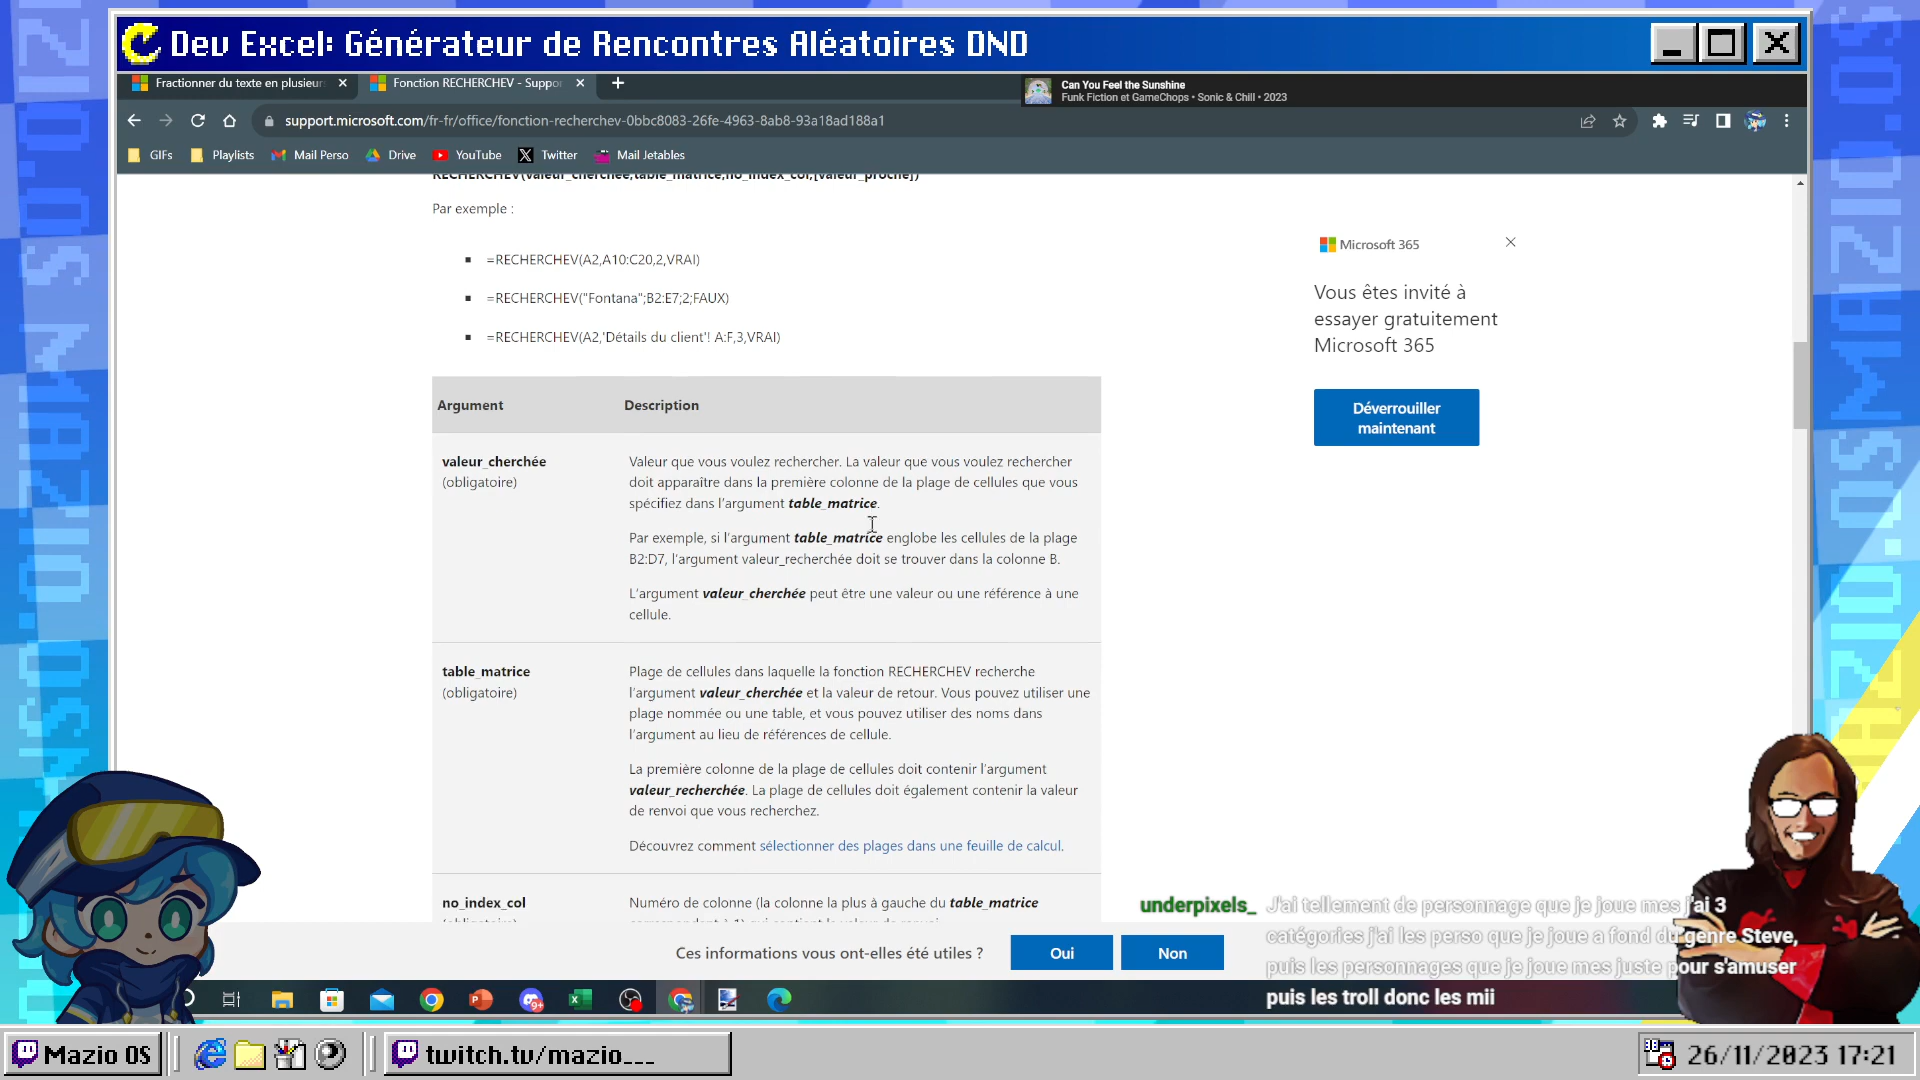 Dev Excel: Générateur de Rencontres Aléatoires DND
Fractionner du texte en plusieur
Fonction RECHERCHEV - Suppo
Can You Feel the Sunshine
Funk Fiction et GameChops • Sonic & Chill • 2023
support.microsoft.com/fr-fr/office/fonction-recherchev-0bbc8083-26fe-4963-8ab8-93a18ad188a1
GIFs
Playlists
Mail Perso
Drive
YouTube
Twitter
Mail Jetables
RECHERCHEV(valeur_cherchée,table_matrice,no_index_col,[valeur_proche])
Par exemple :
=RECHERCHEV(A2,A10:C20,2,VRAI)
=RECHERCHEV("Fontana";B2:E7;2;FAUX)
=RECHERCHEV(A2,'Détails du client'! A:F,3,VRAI)
Argument
Description
valeur_cherchée
(obligatoire)
Valeur que vous voulez rechercher. La valeur que vous voulez rechercher
doit apparaître dans la première colonne de la plage de cellules que vous
spécifiez dans l'argument table_matrice.
Par exemple, si l'argument table_matrice englobe les cellules de la plage
B2:D7, l'argument valeur_recherchée doit se trouver dans la colonne B.
L'argument valeur_cherchée peut être une valeur ou une référence à une
cellule.
table_matrice
(obligatoire)
Plage de cellules dans laquelle la fonction RECHERCHEV recherche
l'argument valeur_cherchée et la valeur de retour. Vous pouvez utiliser une
plage nommée ou une table, et vous pouvez utiliser des noms dans
l'argument au lieu de références de cellule.
La première colonne de la plage de cellules doit contenir l'argument
valeur_recherchée. La plage de cellules doit également contenir la valeur
de renvoi que vous recherchez.
Découvrez comment sélectionner des plages dans une feuille de calcul.
no_index_col
Numéro de colonne (la colonne la plus à gauche du table_matrice
Microsoft 365
Vous êtes invité à
essayer gratuitement
Microsoft 365
Déverrouiller
maintenant
Ces informations vous ont-elles été utiles ?
Oui
Non
underpixels_ J'ai tellement de personnage que je joue mes j'ai 3
catégories j'ai les perso que je joue a fond du genre Steve,
puis les personnages que je joue mes juste pour s'amuser
puis les troll donc les mii
Mazio OS
twitch.tv/mazio___
26/11/2023 17:21